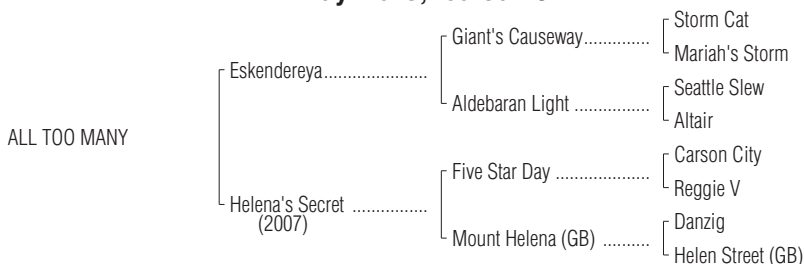 Storm Cat
Giant's Causeway..............
Mariah's Storm
Eskendereya......................
Seattle Slew
Aldebaran Light ................
Altair
ALL TOO MANY
Carson City
Five Star Day ....................
Reggie V
Helena's Secret ................
(2007)
Danzig
Mount Helena (GB) ..........
Helen Street (GB)